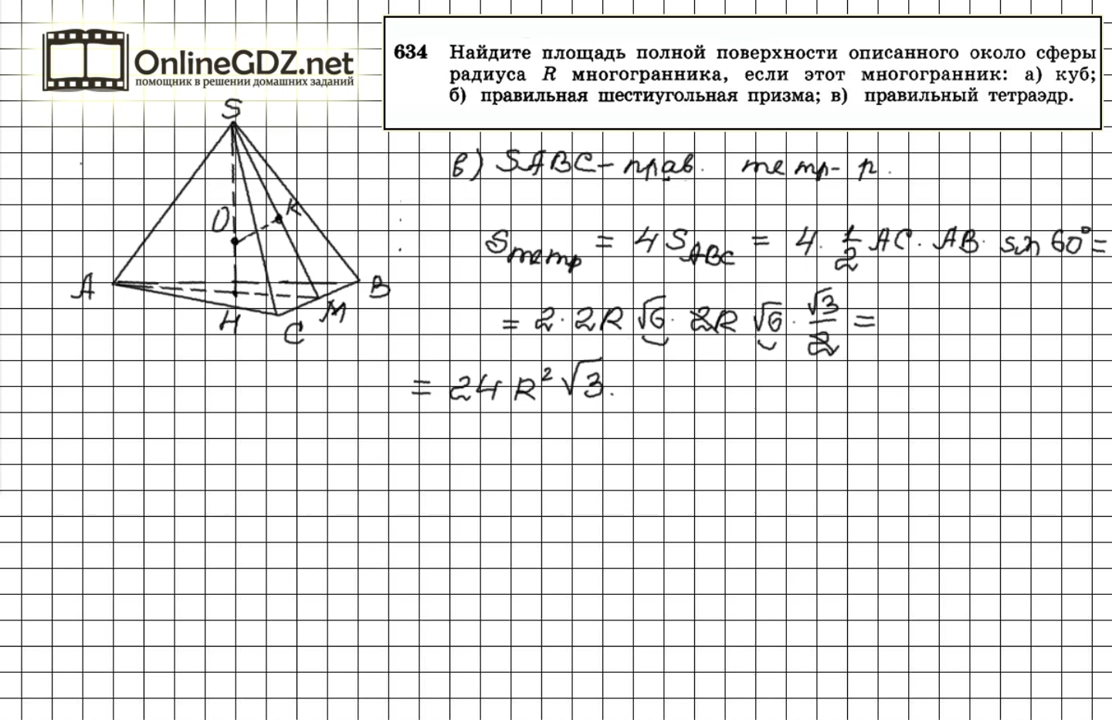 OnlineGDZ.net
помощник в решении домашних заданий
634 Найдите площадь полной поверхности описанного около сферы
радиуса R многогранника, если этот многогранник: а) куб;
б) правильная шестиугольная призма; в) правильный тетраэдр.
S
O
K
A
B
H
M
C
в) SABC – прав. тетр-р.
Sтетр = 4 SABC = 4 · 1/2 AC · AB · sin 60° =
= 2 · 2R √6 · 2R √6 · √3/2 =
= 24 R² √3.